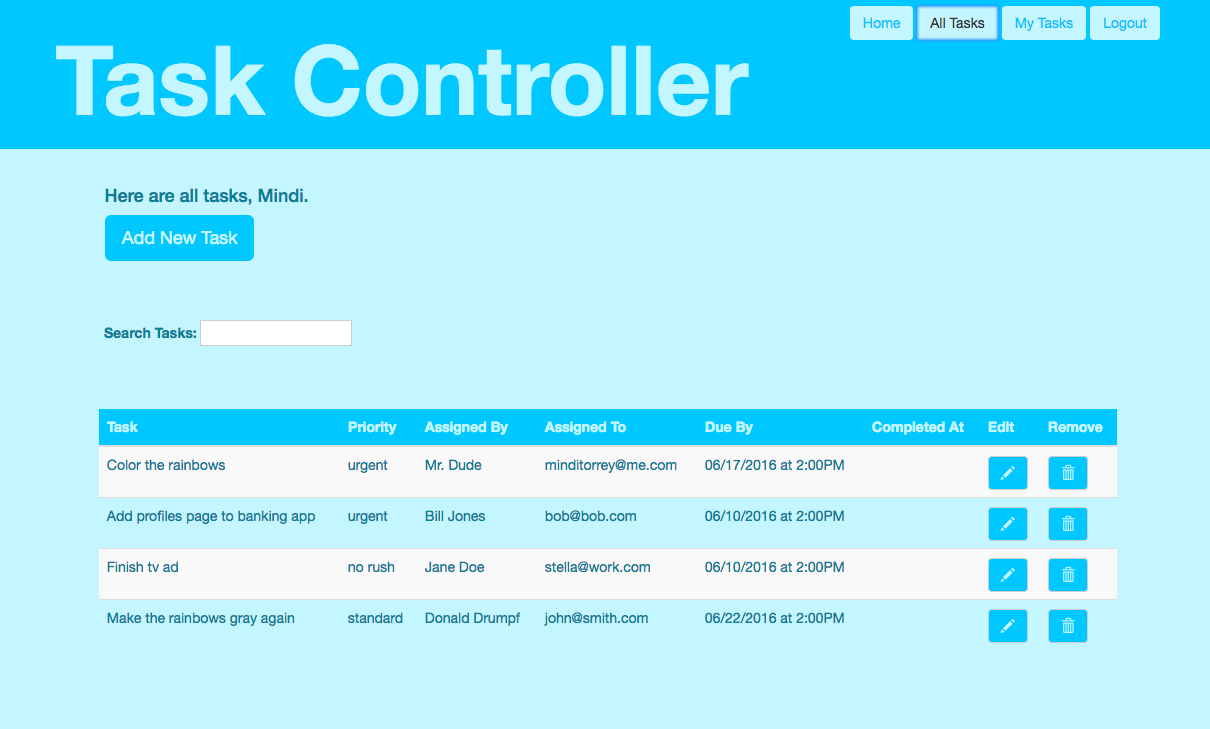 Home All Tasks My Tasks Logout
Task Controller
Here are all tasks, Mindi.
Add New Task
Search Tasks:
Task Priority Assigned By Assigned To Due By Completed At Edit Remove
Color the rainbows urgent Mr. Dude minditorrey@me.com 06/17/2016 at 2:00PM
Add profiles page to banking app urgent Bill Jones bob@bob.com 06/10/2016 at 2:00PM
Finish tv ad no rush Jane Doe stella@work.com 06/10/2016 at 2:00PM
Make the rainbows gray again standard Donald Drumpf john@smith.com 06/22/2016 at 2:00PM